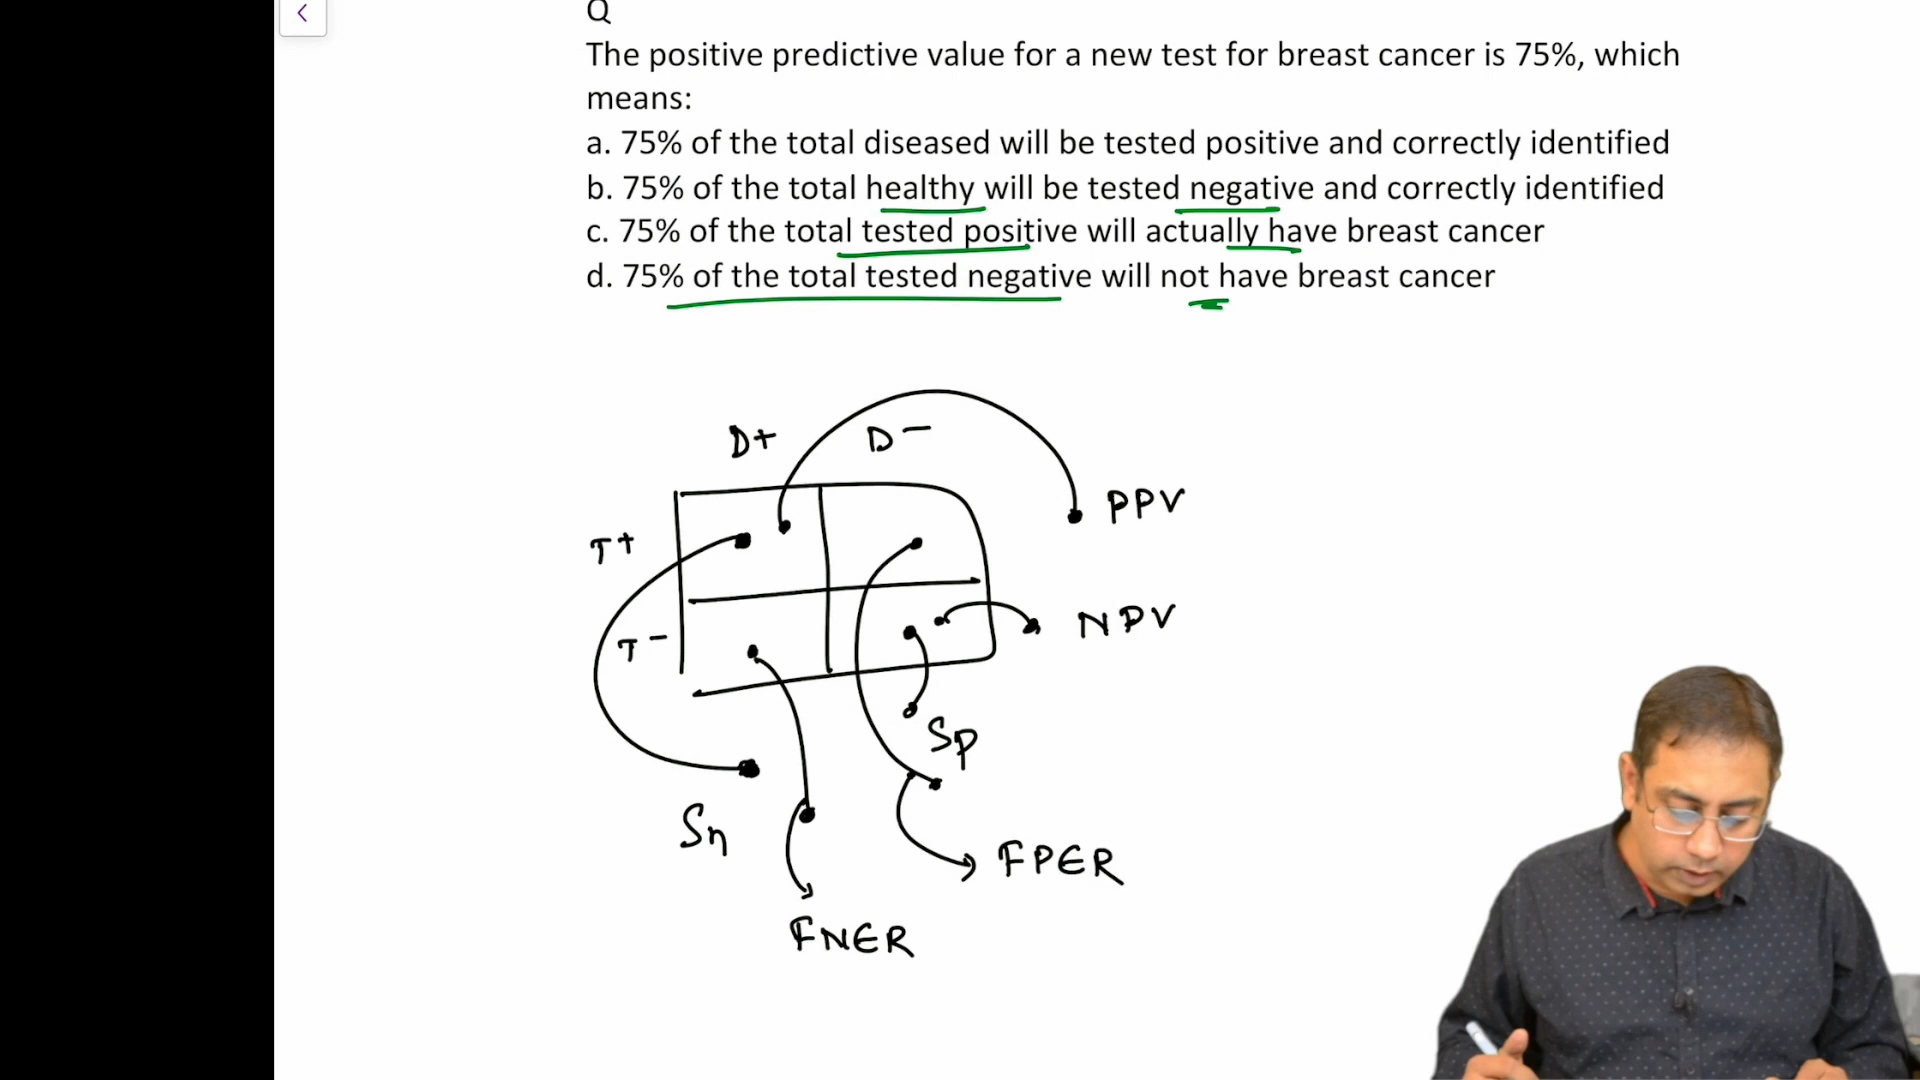 Q
The positive predictive value for a new test for breast cancer is 75%, which
means:
a. 75% of the total diseased will be tested positive and correctly identified
b. 75% of the total healthy will be tested negative and correctly identified
c. 75% of the total tested positive will actually have breast cancer
d. 75% of the total tested negative will not have breast cancer
D+ D-
PPV
T+
T- NPV
Sp
Sn
FPER
FNER